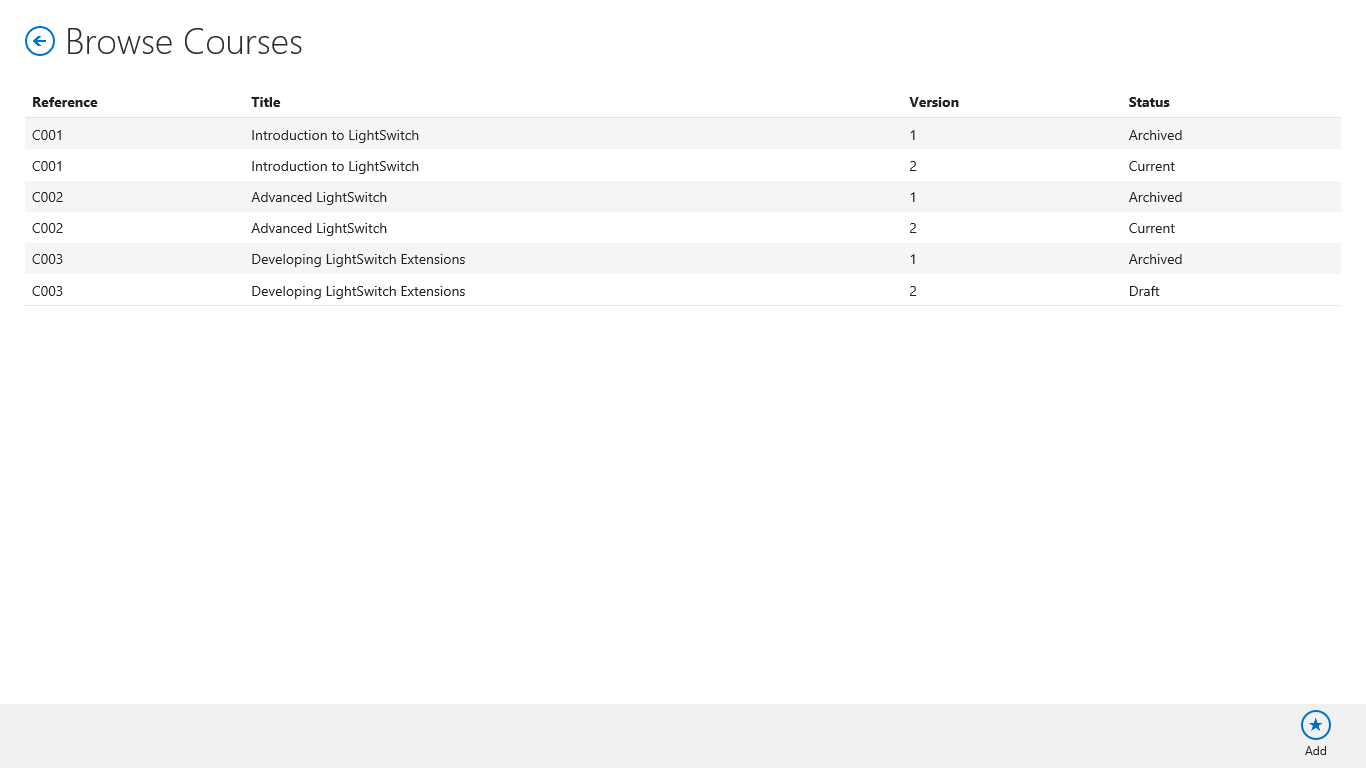 Browse Courses
Reference Title Version Status
C001 Introduction to LightSwitch 1 Archived
C001 Introduction to LightSwitch 2 Current
C002 Advanced LightSwitch 1 Archived
C002 Advanced LightSwitch 2 Current
C003 Developing LightSwitch Extensions 1 Archived
C003 Developing LightSwitch Extensions 2 Draft
Add